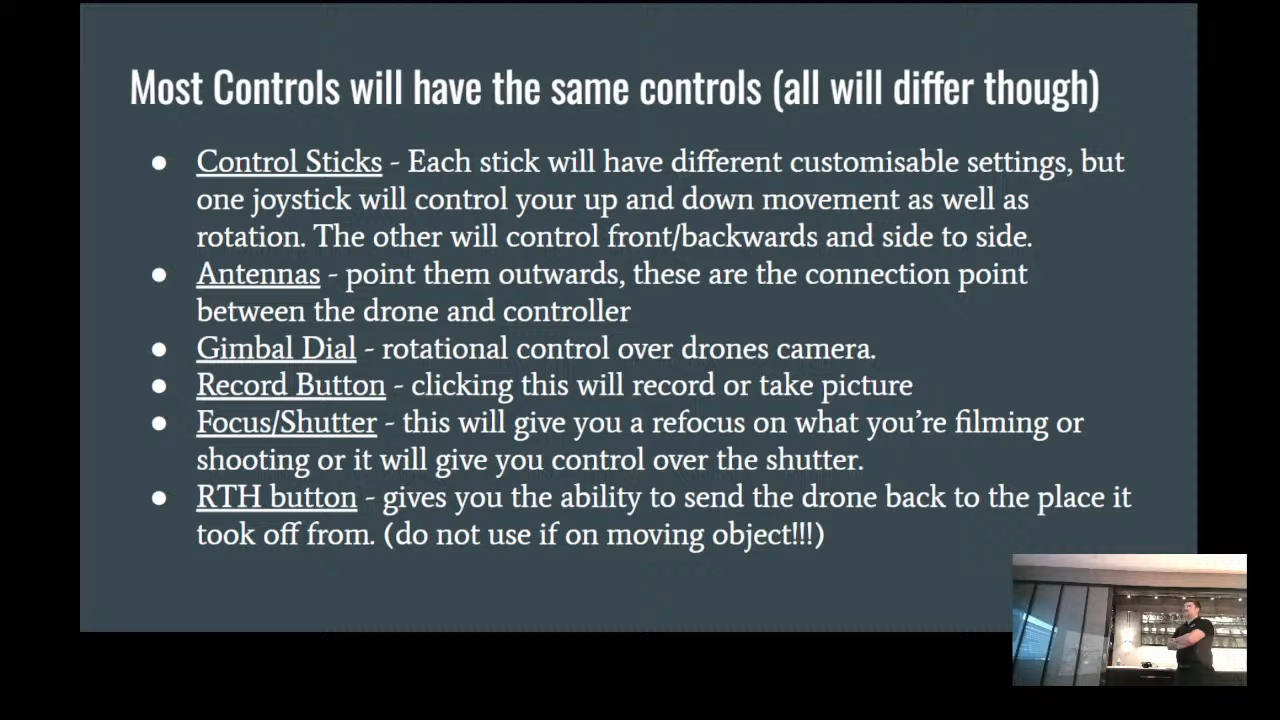 Most Controls will have the same controls (all will differ though)
● Control Sticks - Each stick will have different customisable settings, but
one joystick will control your up and down movement as well as
rotation. The other will control front/backwards and side to side.
● Antennas - point them outwards, these are the connection point
between the drone and controller
● Gimbal Dial - rotational control over drones camera.
● Record Button - clicking this will record or take picture
● Focus/Shutter - this will give you a refocus on what you’re filming or
shooting or it will give you control over the shutter.
● RTH button - gives you the ability to send the drone back to the place it
took off from. (do not use if on moving object!!!)